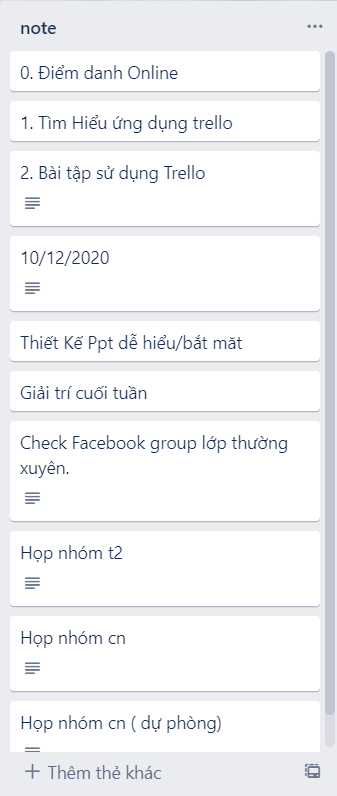 note
0. Điểm danh Online
1. Tìm Hiểu ứng dụng trello
2. Bài tập sử dụng Trello
10/12/2020
Thiết Kế Ppt dễ hiểu/bắt măt
Giải trí cuối tuần
Check Facebook group lớp thường
xuyên.
Họp nhóm t2
Họp nhóm cn
Họp nhóm cn ( dự phòng)
+ Thêm thẻ khác